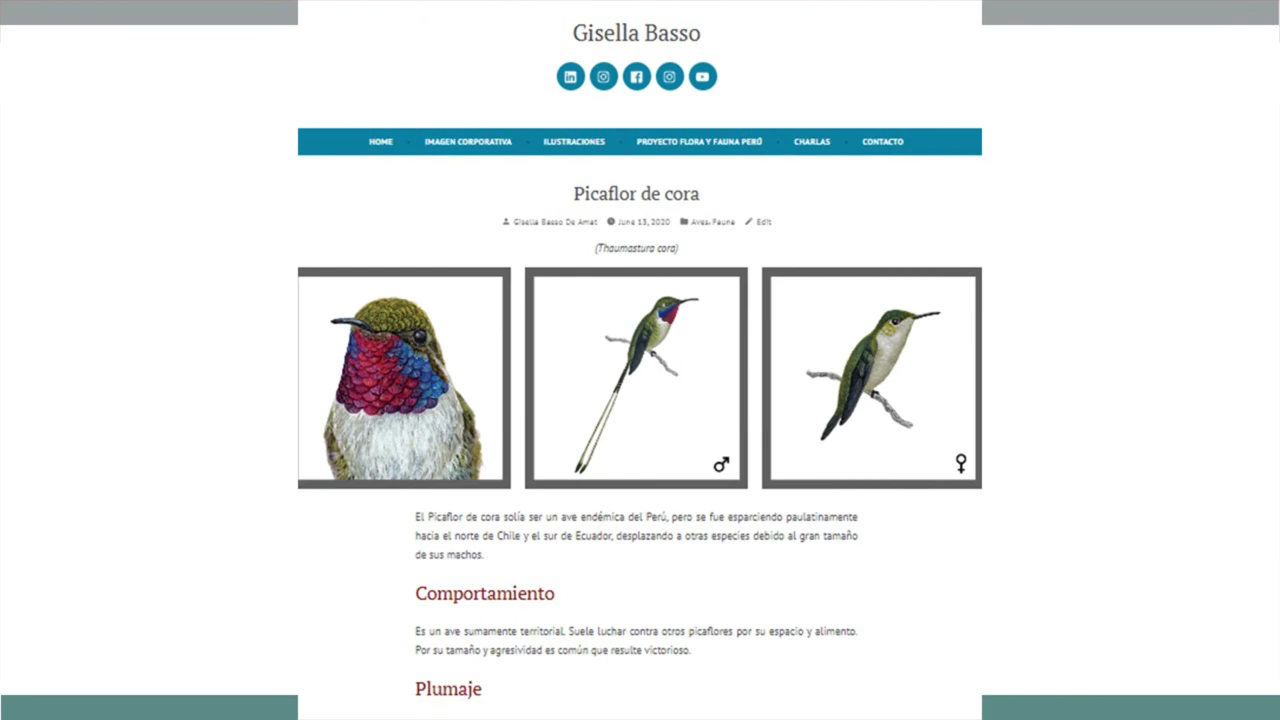 Gisella Basso
HOME
IMAGEN CORPORATIVA
ILUSTRACIONES
PROYECTO FLORA Y FAUNA PERÚ
CHARLAS
CONTACTO
Picaflor de cora
Gisella Basso De Amat June 13, 2020 Aves, Fauna Edit
(Thaumastura cora)
♂
♀
El Picaflor de cora solía ser un ave endémica del Perú, pero se fue esparciendo paulatinamente
hacia el norte de Chile y el sur de Ecuador, desplazando a otras especies debido al gran tamaño
de sus machos.
Comportamiento
Es un ave sumamente territorial. Suele luchar contra otros picaflores por su espacio y alimento.
Por su tamaño y agresividad es común que resulte victorioso.
Plumaje